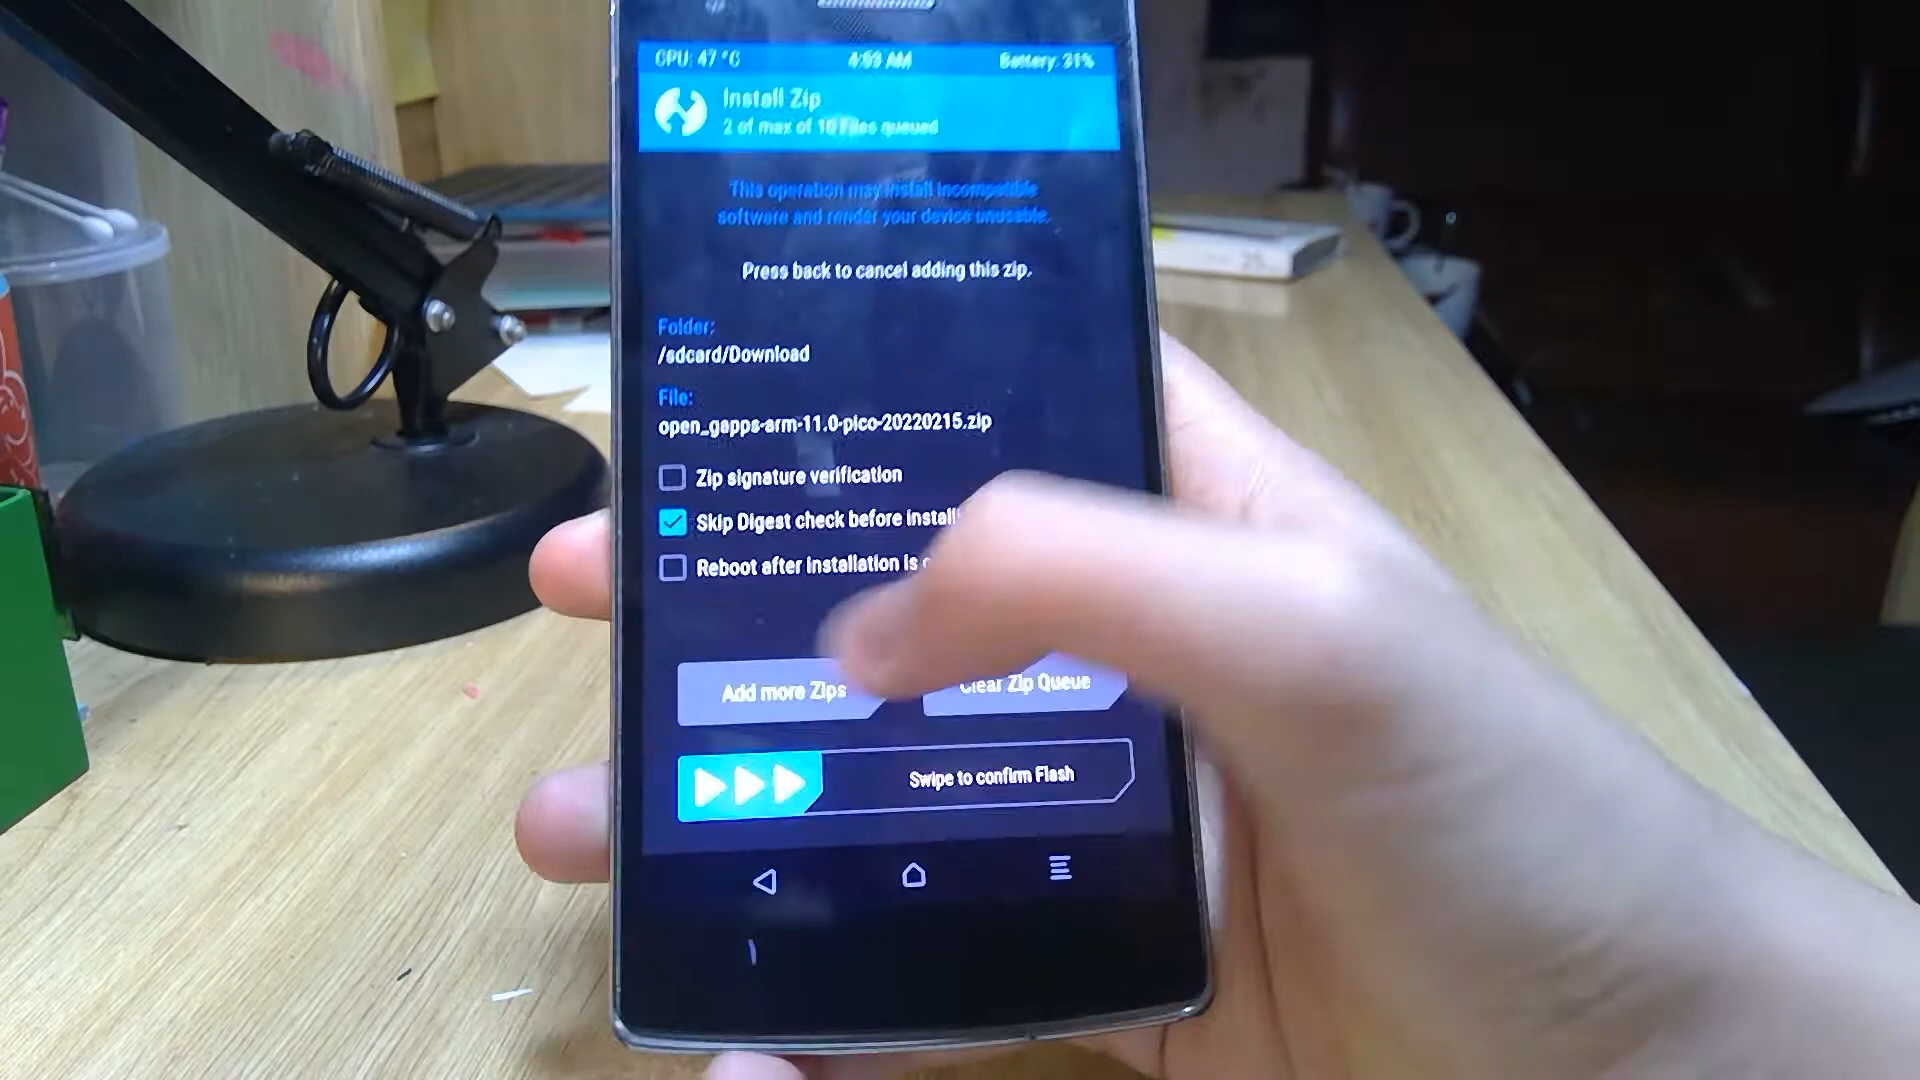 CPU: 47 °C
4:53 AM
Battery: 31%
Install Zip
2 of max of 10 Files queued
This operation may install incompatible
software and render your device unusable.
Press back to cancel adding this zip.
Folder:
/sdcard/Download
File:
open_gapps-arm-11.0-pico-20220215.zip
Zip signature verification
Skip Digest check before install
Reboot after installation is
Add more Zips
Clear Zip Queue
Swipe to confirm Flash